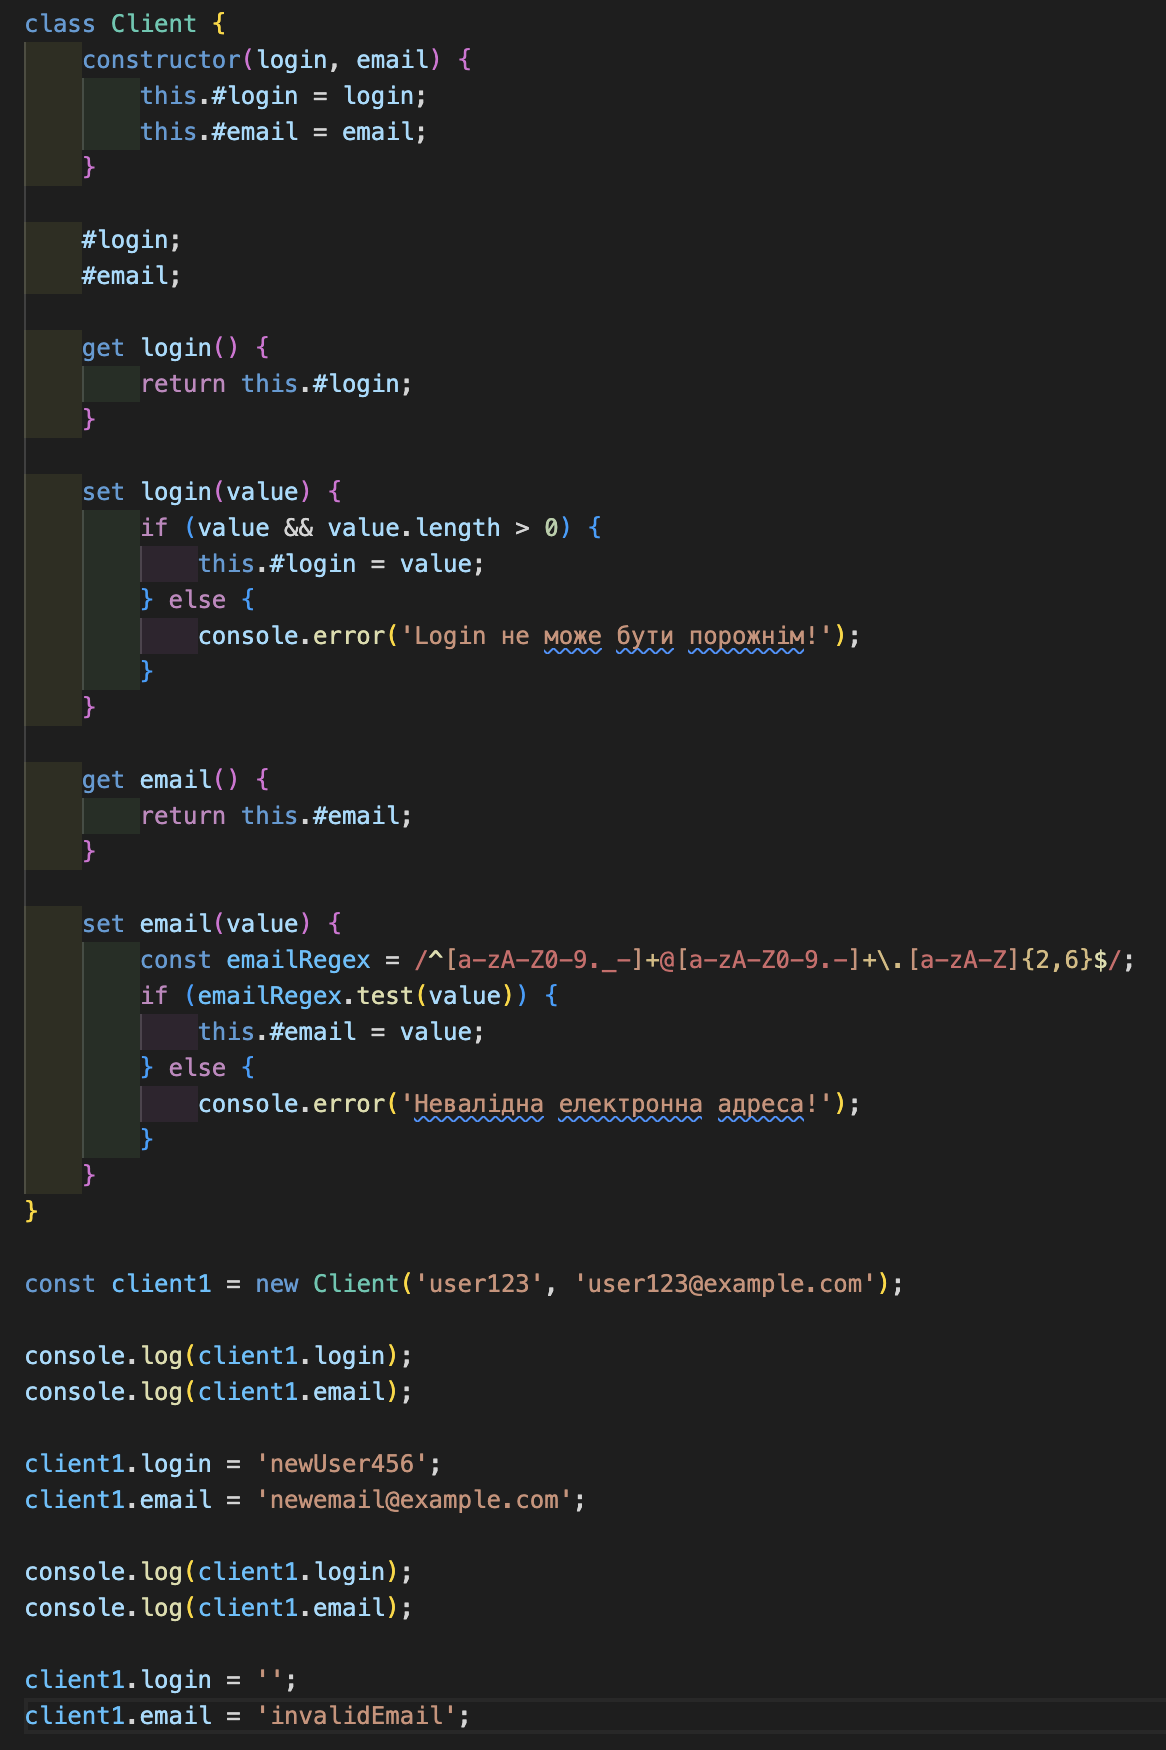 class Client {
    constructor(login, email) {
        this.#login = login;
        this.#email = email;
    }

    #login;
    #email;

    get login() {
        return this.#login;
    }

    set login(value) {
        if (value && value.length > 0) {
            this.#login = value;
        } else {
            console.error('Login не може бути порожнім!');
        }
    }

    get email() {
        return this.#email;
    }

    set email(value) {
        const emailRegex = /^[a-zA-Z0-9._-]+@[a-zA-Z0-9.-]+\.[a-zA-Z]{2,6}$/;
        if (emailRegex.test(value)) {
            this.#email = value;
        } else {
            console.error('Невалідна електронна адреса!');
        }
    }
}

const client1 = new Client('user123', 'user123@example.com');

console.log(client1.login);
console.log(client1.email);

client1.login = 'newUser456';
client1.email = 'newemail@example.com';

console.log(client1.login);
console.log(client1.email);

client1.login = '';
client1.email = 'invalidEmail';